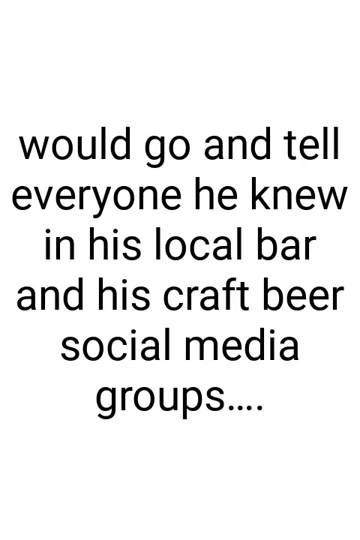 would go and tell
everyone he knew
in his local bar
and his craft beer
social media
groups....